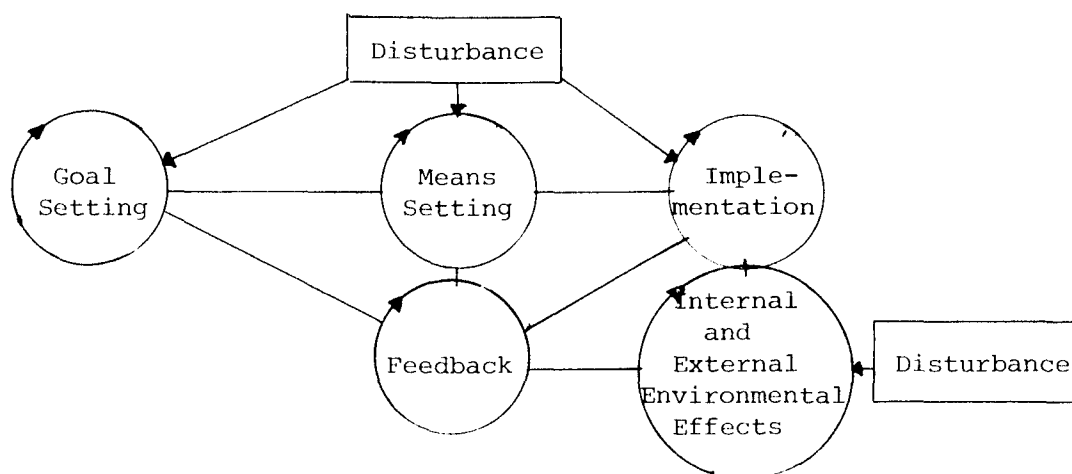 Disturbance
Goal
Setting
Means
Setting
Imple-
mentation
Feedback
Internal
and
External
Environmental
Effects
Disturbance